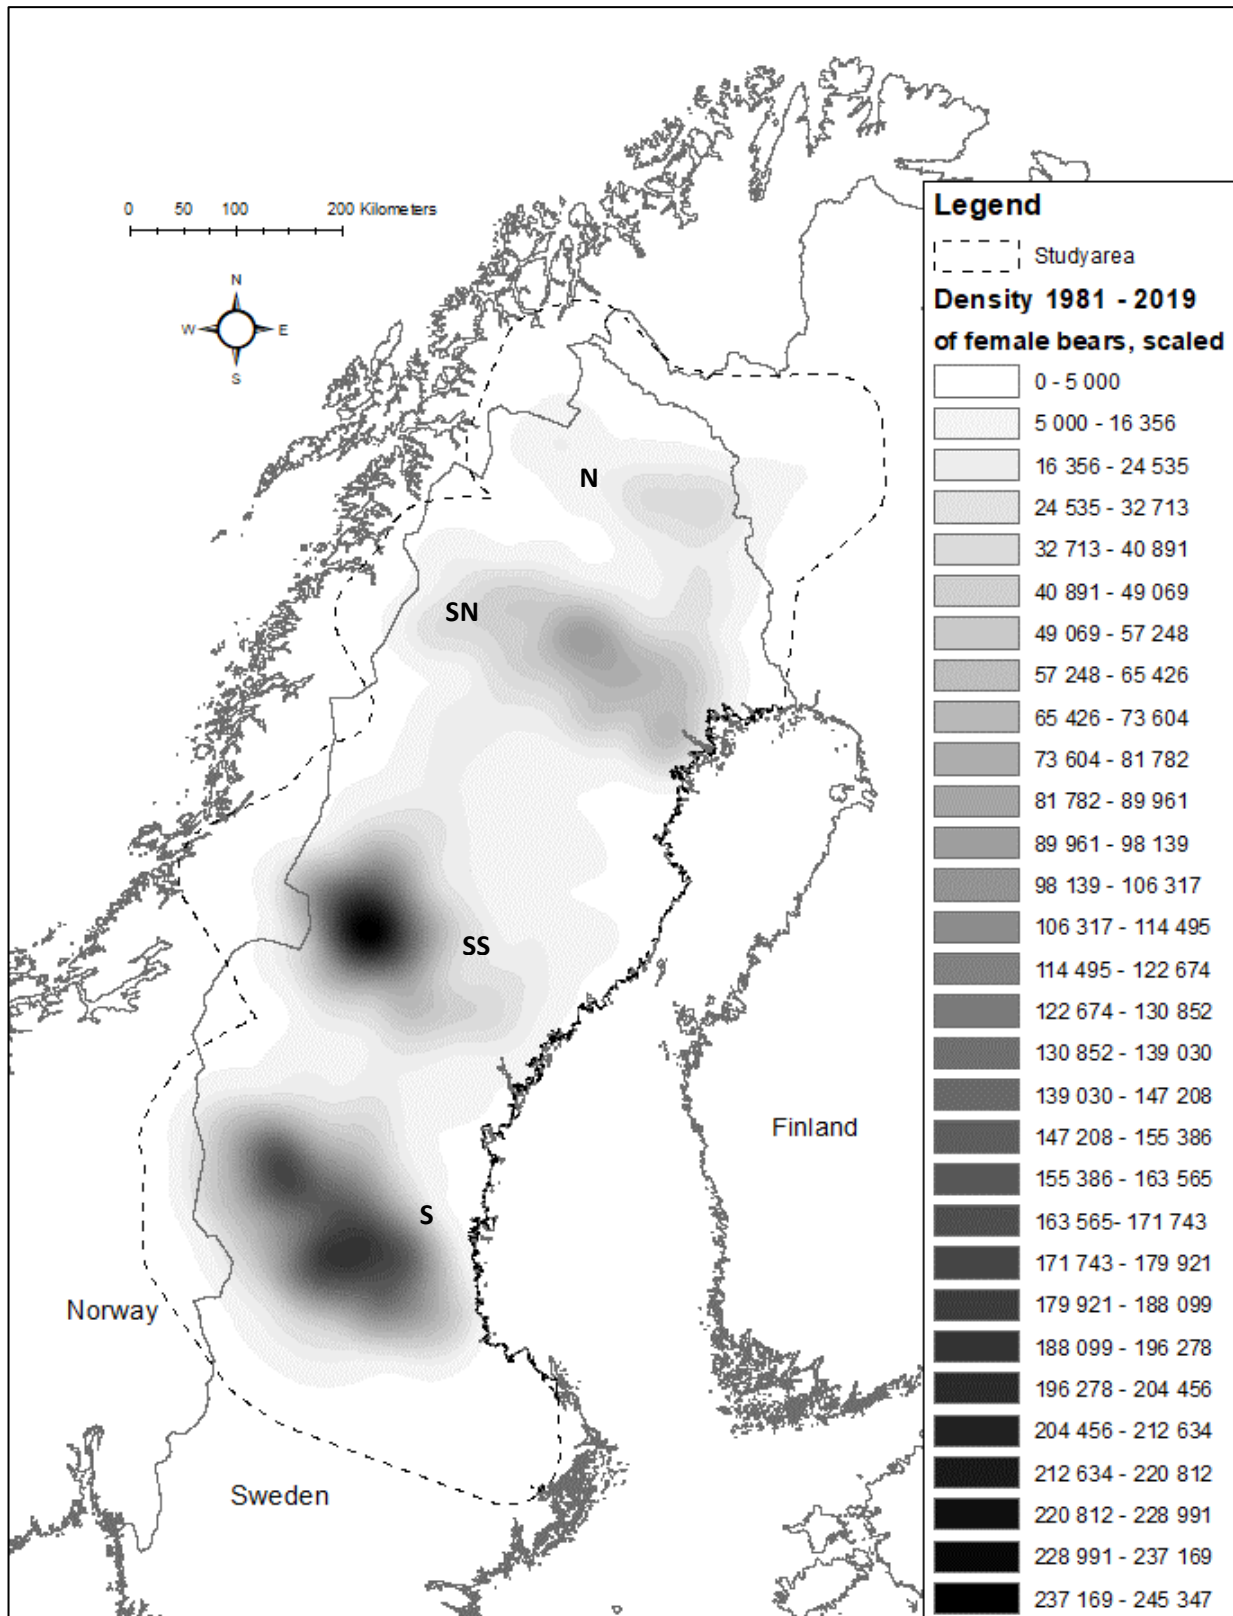 0 50 100 200 Kilometers
N
W E
S
N
SN
SS
S
Norway
Sweden
Finland
Legend
Studyarea
Density 1981 - 2019
of female bears, scaled
0 - 5 000
5 000 - 16 356
16 356 - 24 535
24 535 - 32 713
32 713 - 40 891
40 891 - 49 069
49 069 - 57 248
57 248 - 65 426
65 426 - 73 604
73 604 - 81 782
81 782 - 89 961
89 961 - 98 139
98 139 - 106 317
106 317 - 114 495
114 495 - 122 674
122 674 - 130 852
130 852 - 139 030
139 030 - 147 208
147 208 - 155 386
155 386 - 163 565
163 565- 171 743
171 743 - 179 921
179 921 - 188 099
188 099 - 196 278
196 278 - 204 456
204 456 - 212 634
212 634 - 220 812
220 812 - 228 991
228 991 - 237 169
237 169 - 245 347